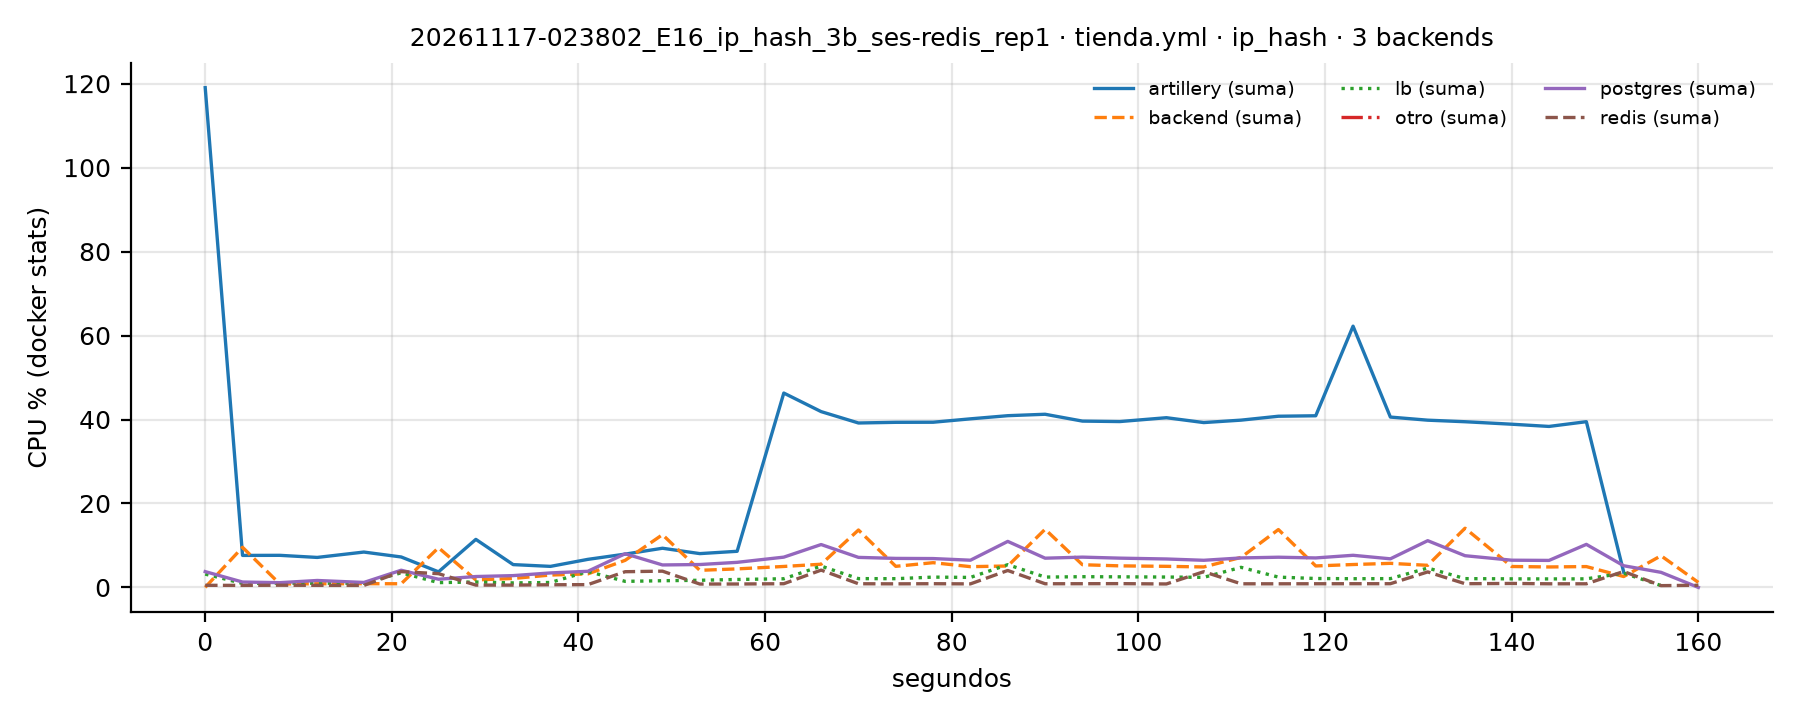 20261117-023802_E16_ip_hash_3b_ses-redis_rep1 · tienda.yml · ip_hash · 3 backends
artillery (suma) lb (suma) postgres (suma)
backend (suma) otro (suma) redis (suma)
CPU % (docker stats)
120
100
80
60
40
20
0
0 20 40 60 80 100 120 140 160
segundos